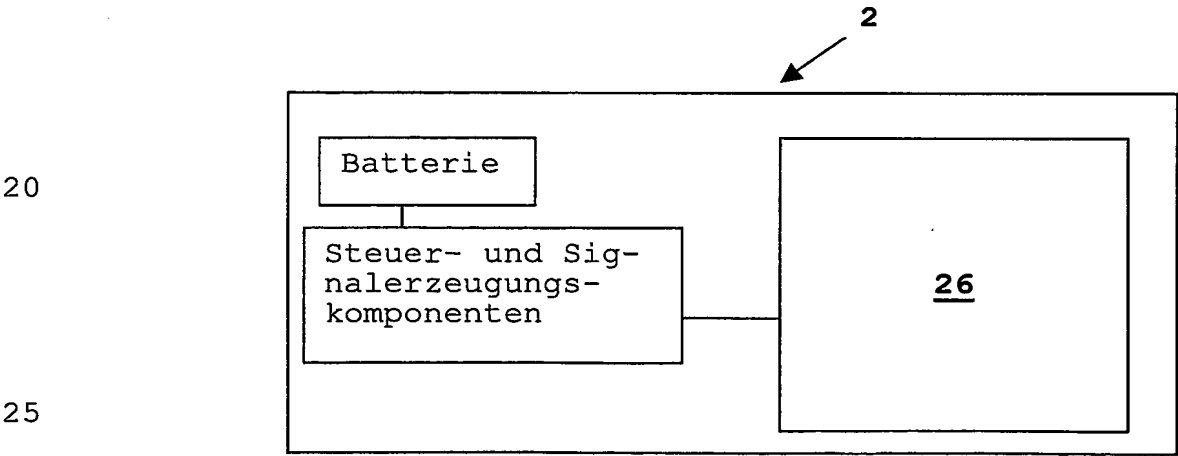 2
Batterie
20
Steuer- und Sig-
nalerzeugungs-
komponenten
26
25